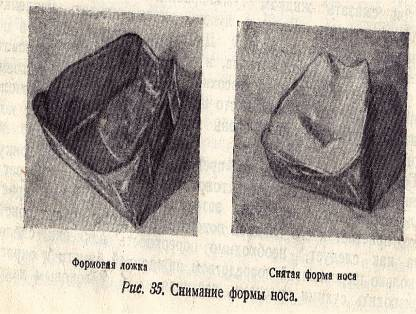 Формовая ложка
Снятая форма носа
Рис. 35. Снимание формы носа.